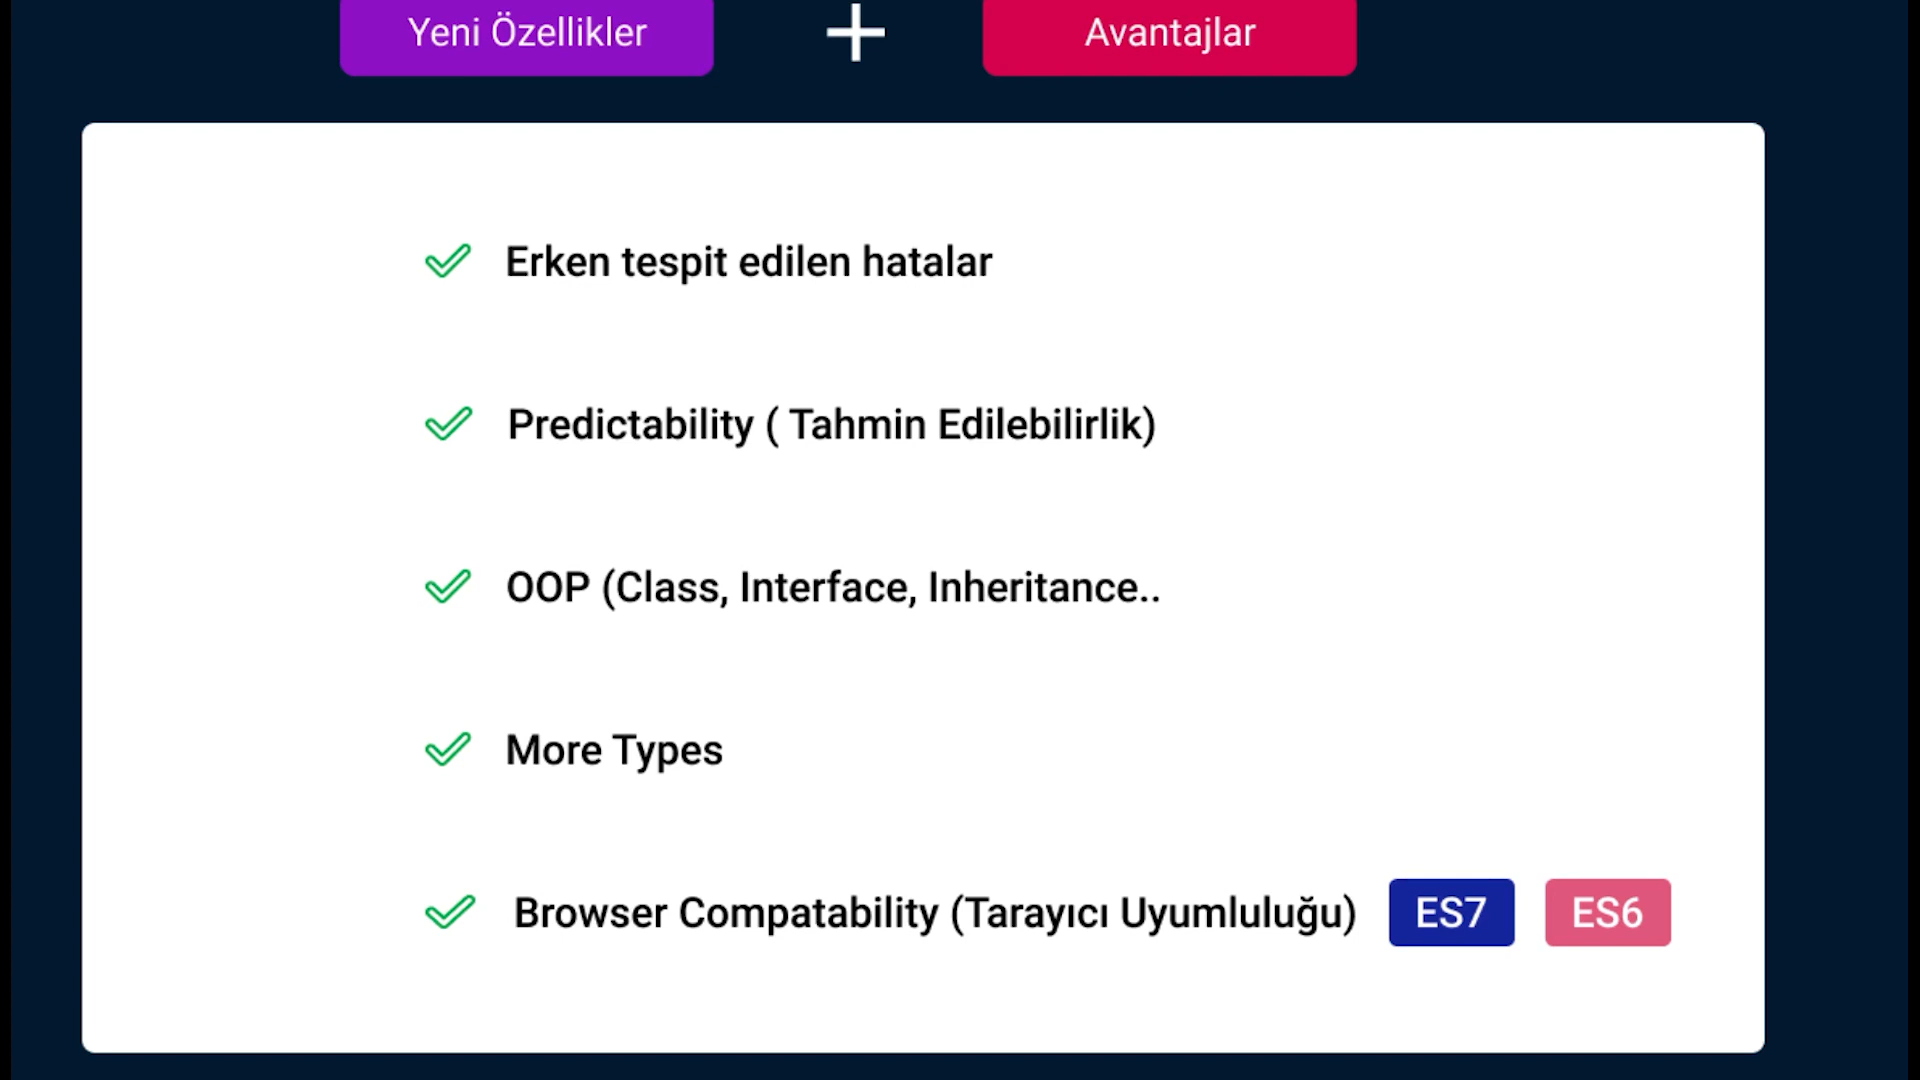 Yeni Özellikler + Avantajlar
Erken tespit edilen hatalar
Predictability ( Tahmin Edilebilirlik)
OOP (Class, Interface, Inheritance..
More Types
Browser Compatability (Tarayıcı Uyumluluğu) ES7 ES6